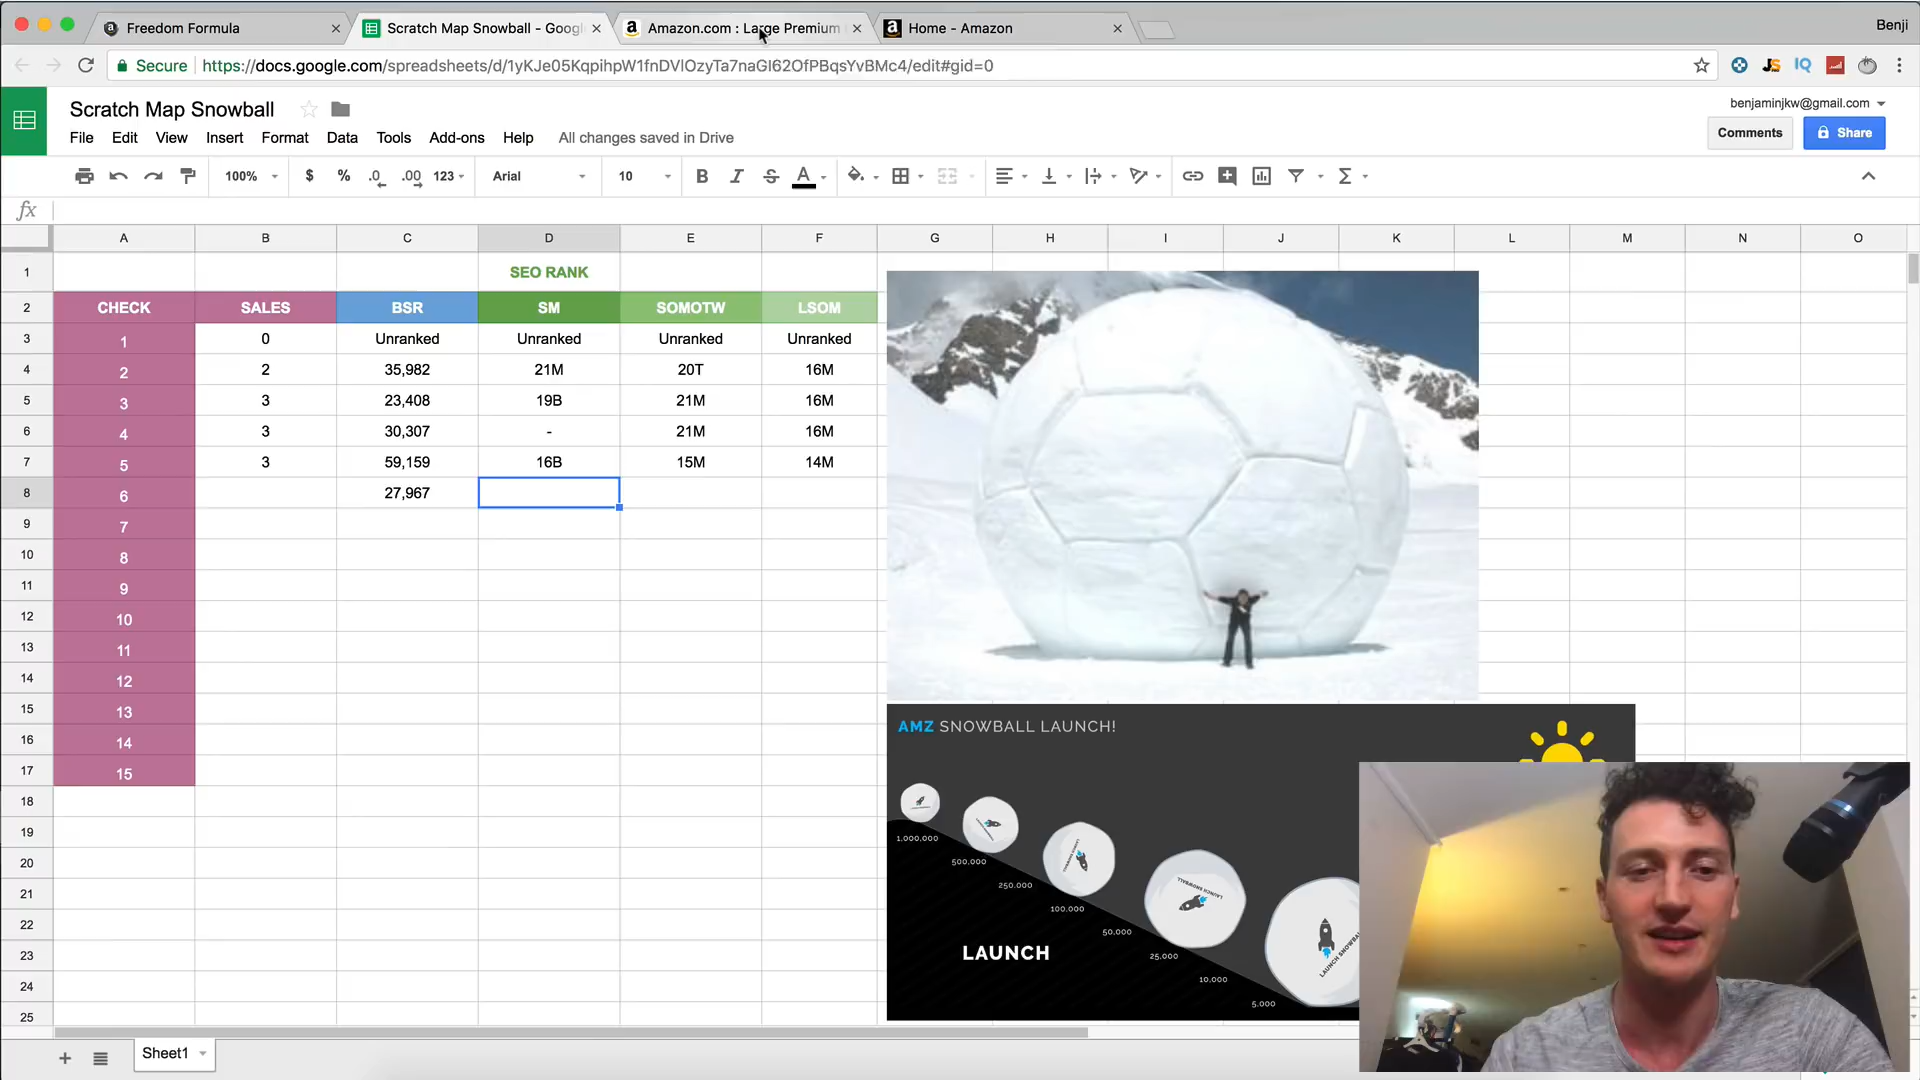 Freedom Formula
Scratch Map Snowball - Googl
Amazon.com : Large Premium
Home - Amazon
Benji
Secure
https://docs.google.com/spreadsheets/d/1yKJe05KqpihpW1fnDVlOzyTa7naGl62OfPBqsYvBMc4/edit#gid=0
Scratch Map Snowball
benjaminjkw@gmail.com
File Edit View Insert Format Data Tools Add-ons Help All changes saved in Drive
Comments
Share
100% $ % .0 .00 123 Arial 10 B I S A Σ
fx
A B C D E F G H I J K L M N O
1 SEO RANK
2 CHECK SALES BSR SM SOMOTW LSOM
3 1 0 Unranked Unranked Unranked Unranked
4 2 2 35,982 21M 20T 16M
5 3 3 23,408 19B 21M 16M
6 4 3 30,307 - 21M 16M
7 5 3 59,159 16B 15M 14M
8 6 27,967
9 7
10 8
11 9
12 10
13 11
14 12
15 13
16 14
17 15
18
19
20
21
22
23
24
25
AMZ SNOWBALL LAUNCH!
1,000,000
500,000
250,000
100,000
50,000
25,000
10,000
5,000
LAUNCH
LAUNCH SNOWBALL
Sheet1